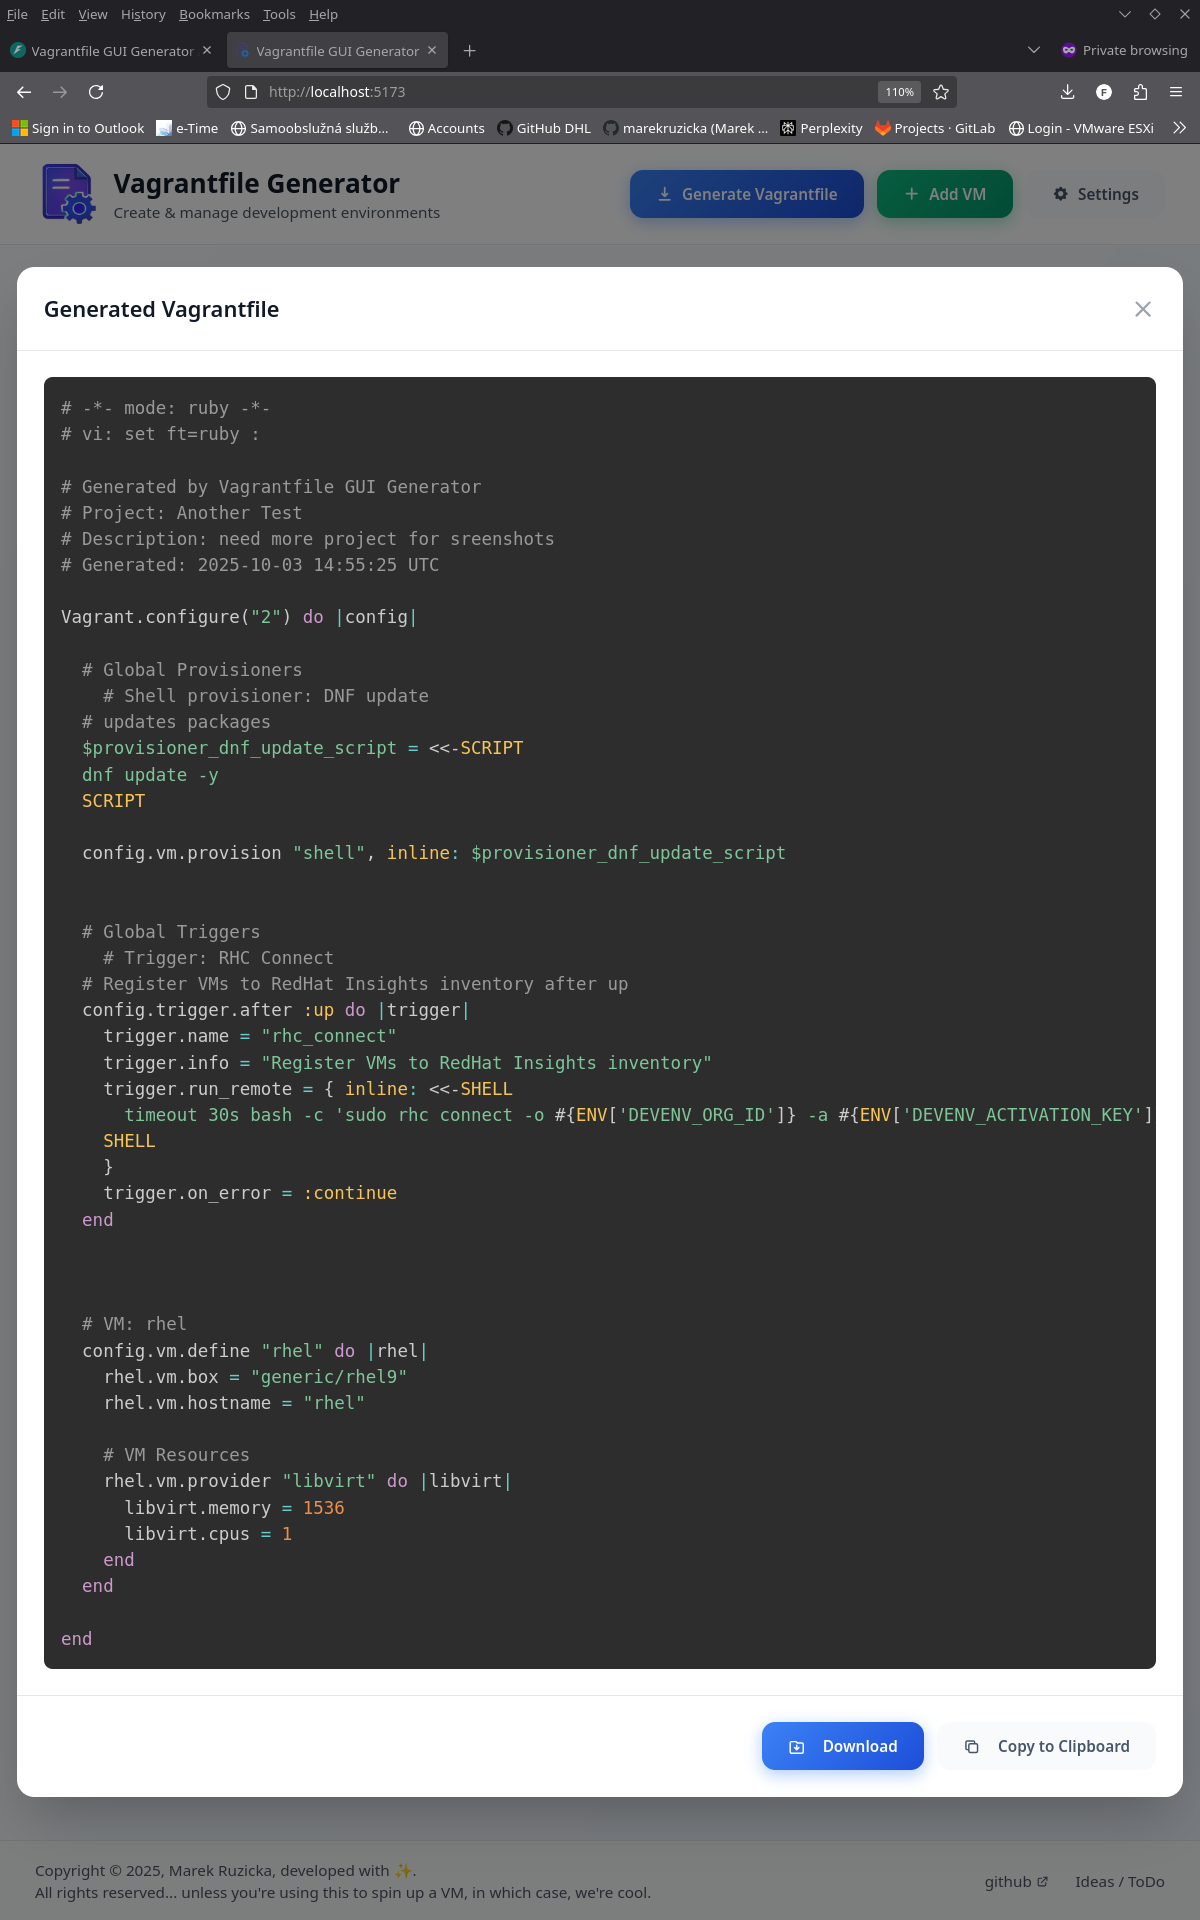 File Edit View History Bookmarks Tools Help
Vagrantfile GUI Generator Vagrantfile GUI Generator Private browsing
http://localhost:5173 110%
Sign in to Outlook e-Time Samoobslužná služb... Accounts GitHub DHL marekruzicka (Marek ... Perplexity Projects · GitLab Login - VMware ESXi
Vagrantfile Generator
Create & manage development environments
Generate Vagrantfile Add VM Settings
Generated Vagrantfile
# -*- mode: ruby -*-
# vi: set ft=ruby :
# Generated by Vagrantfile GUI Generator
# Project: Another Test
# Description: need more project for sreenshots
# Generated: 2025-10-03 14:55:25 UTC
Vagrant.configure("2") do |config|
  # Global Provisioners
    # Shell provisioner: DNF update
  # updates packages
  $provisioner_dnf_update_script = <<-SCRIPT
  dnf update -y
  SCRIPT
  config.vm.provision "shell", inline: $provisioner_dnf_update_script
  # Global Triggers
    # Trigger: RHC Connect
  # Register VMs to RedHat Insights inventory after up
  config.trigger.after :up do |trigger|
    trigger.name = "rhc_connect"
    trigger.info = "Register VMs to RedHat Insights inventory"
    trigger.run_remote = { inline: <<-SHELL
      timeout 30s bash -c 'sudo rhc connect -o #{ENV['DEVENV_ORG_ID']} -a #{ENV['DEVENV_ACTIVATION_KEY']
    SHELL
    }
    trigger.on_error = :continue
  end
  # VM: rhel
  config.vm.define "rhel" do |rhel|
    rhel.vm.box = "generic/rhel9"
    rhel.vm.hostname = "rhel"
    # VM Resources
    rhel.vm.provider "libvirt" do |libvirt|
      libvirt.memory = 1536
      libvirt.cpus = 1
    end
  end
end
Download Copy to Clipboard
Copyright © 2025, Marek Ruzicka, developed with ✨.
All rights reserved... unless you're using this to spin up a VM, in which case, we're cool.
github Ideas / ToDo